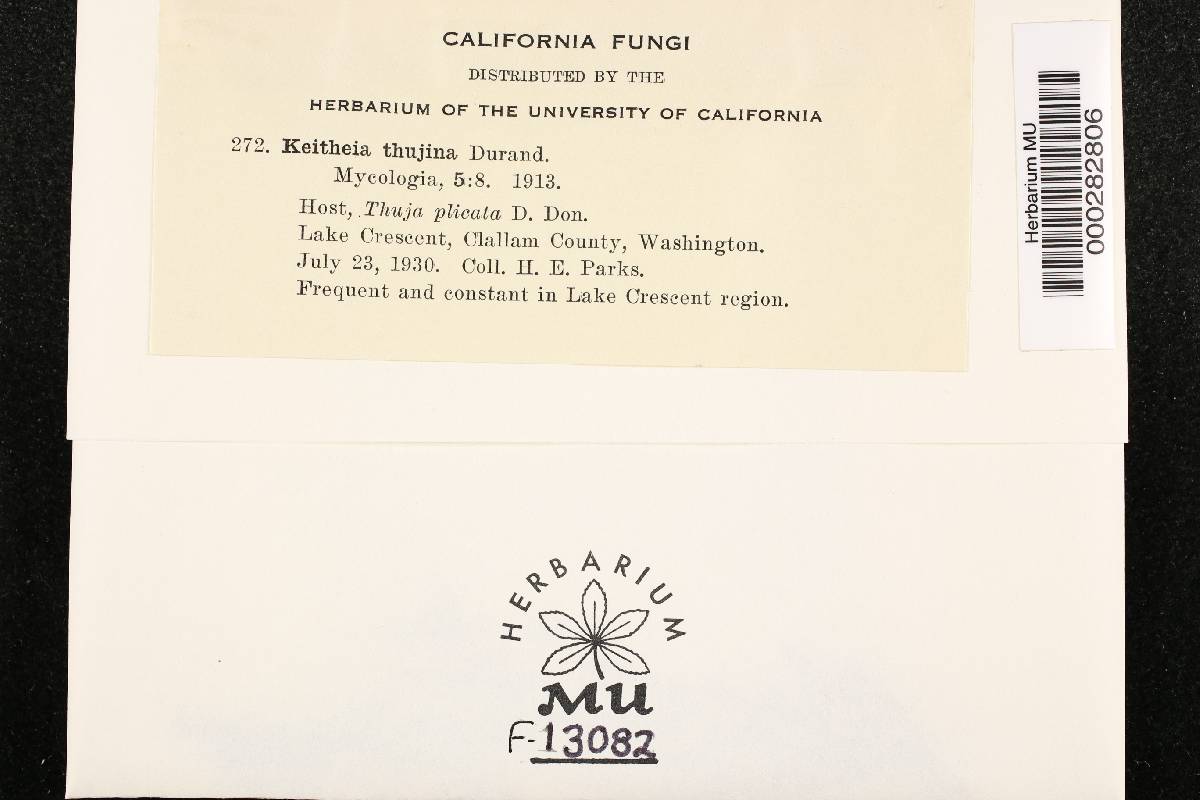 CALIFORNIA FUNGI
DISTRIBUTED BY THE
HERBARIUM OF THE UNIVERSITY OF CALIFORNIA
272. Keitheia thujina Durand.
Mycologia, 5:8. 1913.
Host, Thuja plicata D. Don.
Lake Crescent, Clallam County, Washington.
July 23, 1930. Coll. H. E. Parks.
Frequent and constant in Lake Crescent region.
Herbarium MU
000282806
HERBARIUM
MU
F-13082